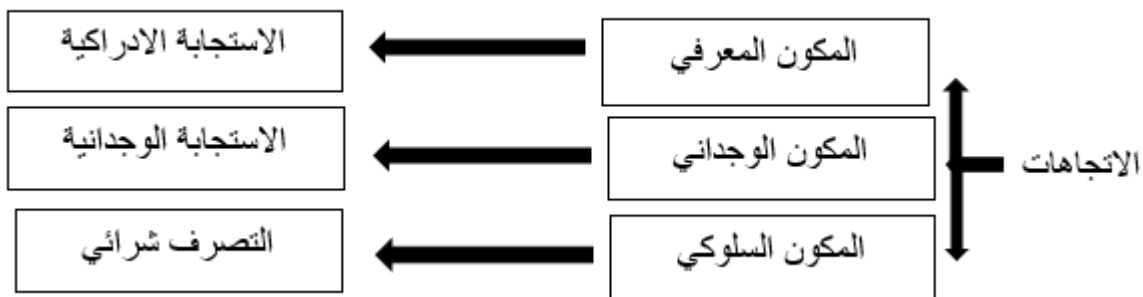 الاتجاهات
المكون المعرفي
الاستجابة الادراكية
المكون الوجداني
الاستجابة الوجدانية
المكون السلوكي
التصرف شرائي